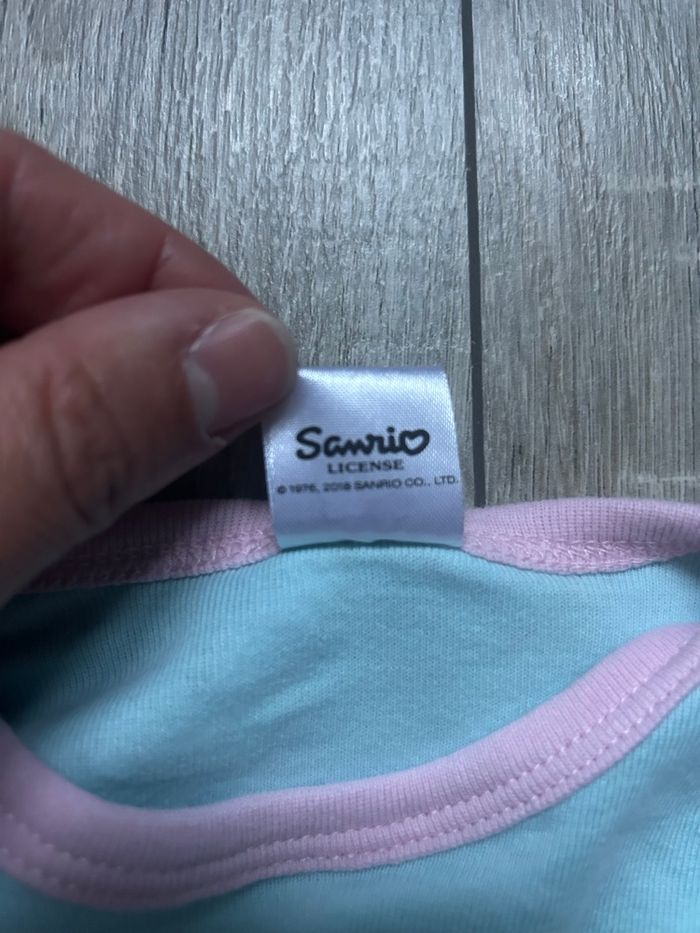 Sanrio
LICENSE
© 1976, 2018 SANRIO CO., LTD.